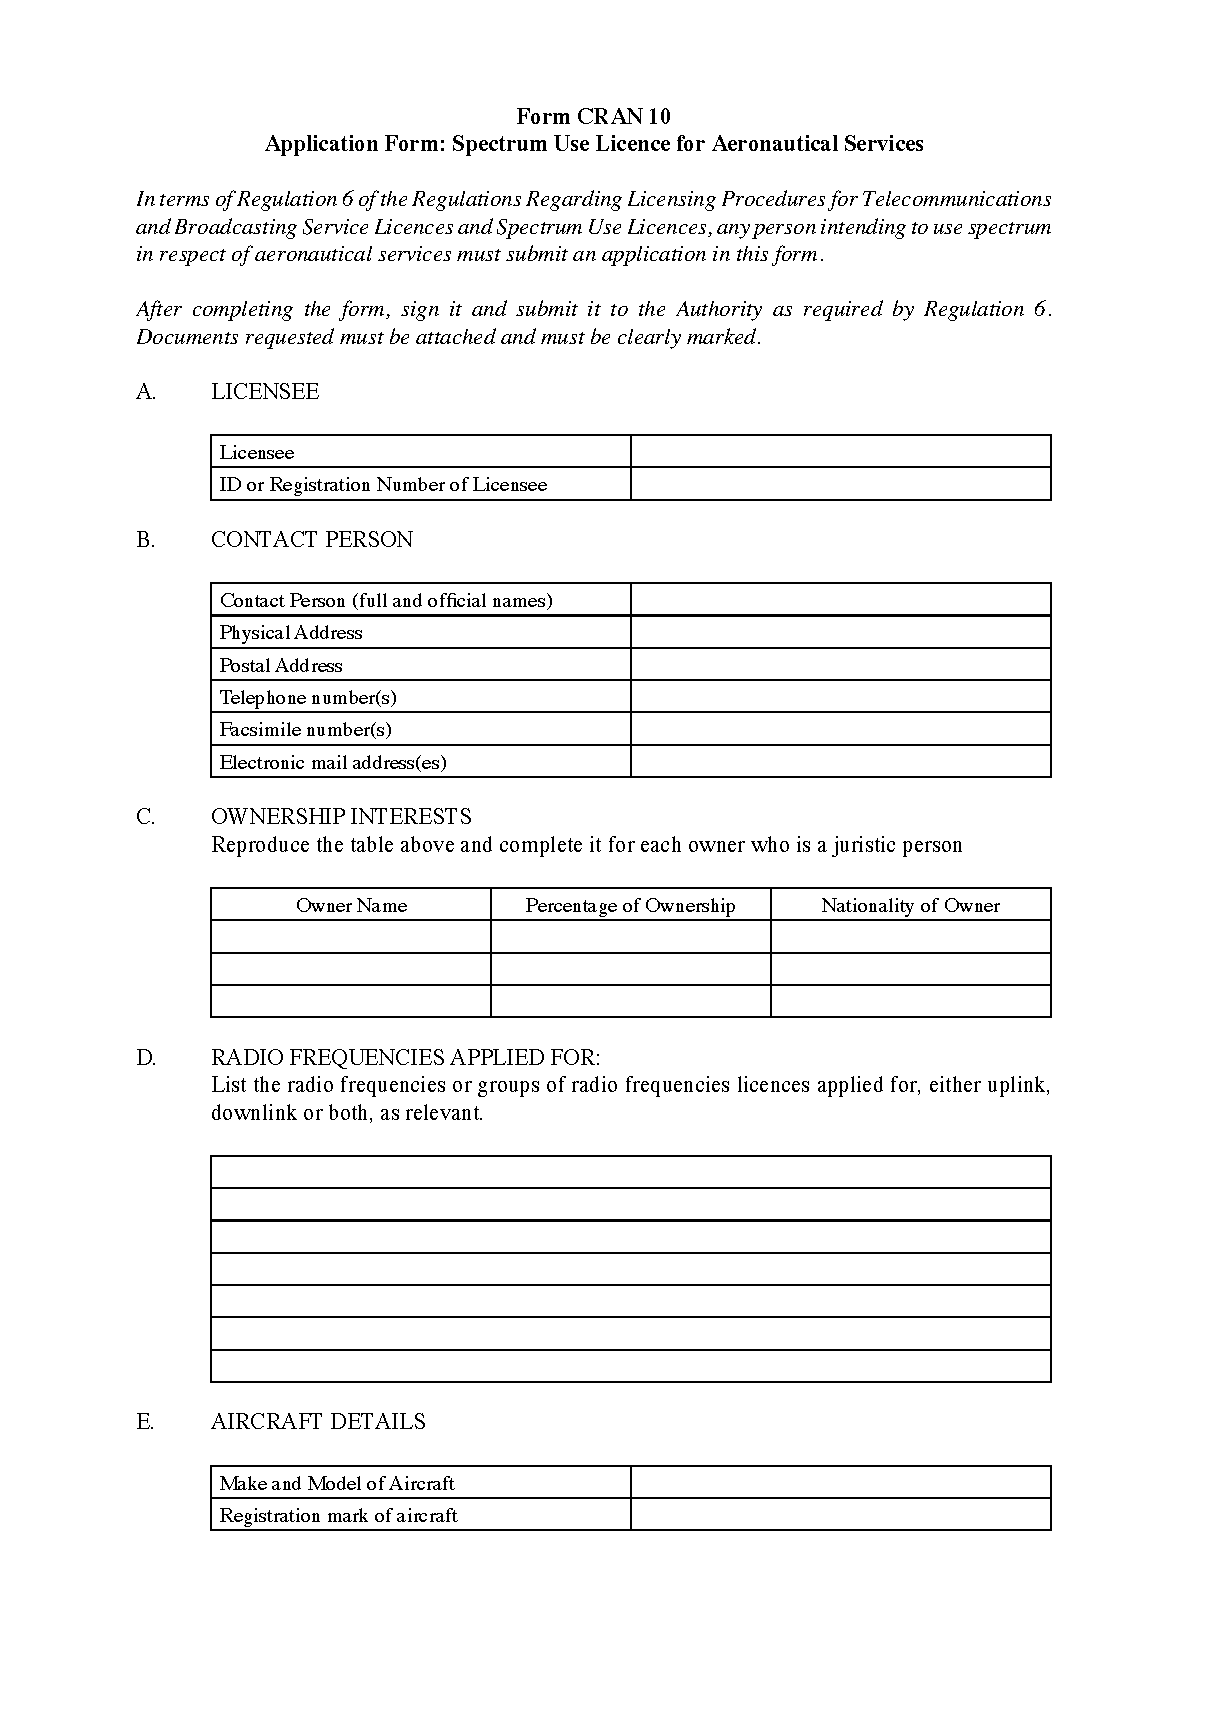 Form CRAN 10
Application Form: Spectrum Use Licence for Aeronautical Services
In terms of Regulation 6 of the Regulations Regarding Licensing Procedures for Telecommunications
and Broadcasting Service Licences and Spectrum Use Licences, any person intending to use spectrum
in respect of aeronautical services must submit an application in this form.
After completing the form, sign it and submit it to the Authority as required by Regulation 6.
Documents requested must be attached and must be clearly marked.
A. LICENSEE
Licensee
ID or Registration Number of Licensee
B. CONTACT PERSON
Contact Person (full and official names)
Physical Address
Postal Address
Telephone number(s)
Facsimile number(s)
Electronic mail address(es)
C. OWNERSHIP INTERESTS
Reproduce the table above and complete it for each owner who is a juristic person
Owner Name Percentage of Ownership Nationality of Owner
D. RADIO FREQUENCIES APPLIED FOR:
List the radio frequencies or groups of radio frequencies licences applied for, either uplink,
downlink or both, as relevant.
E. AIRCRAFT DETAILS
Make and Model of Aircraft
Registration mark of aircraft